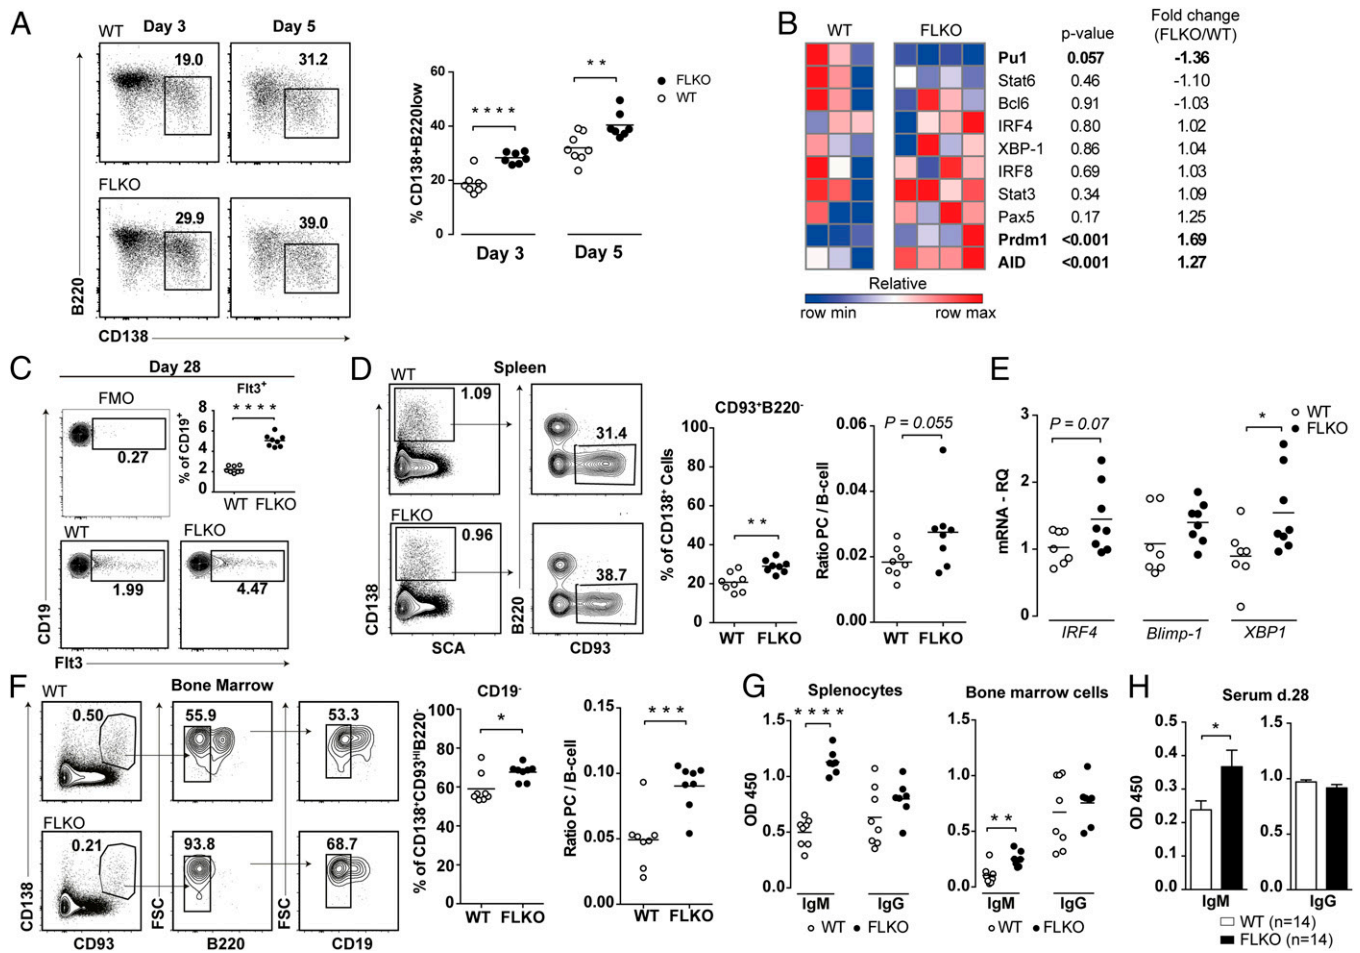 A
WT
Day 3
Day 5
19.0
31.2
FLKO
29.9
39.0
B220
CD138
% CD138+B220low
60
40
20
0
* * * *
* *
FLKO
WT
Day 3
Day 5
B
WT
FLKO
p-value
Fold change
(FLKO/WT)
Pu1 0.057 -1.36
Stat6 0.46 -1.10
Bcl6 0.91 -1.03
IRF4 0.80 1.02
XBP-1 0.86 1.04
IRF8 0.69 1.03
Stat3 0.34 1.09
Pax5 0.17 1.25
Prdm1 <0.001 1.69
AID <0.001 1.27
Relative
row min
row max
C
Day 28
FMO
0.27
Flt3+
* * * *
% of CD19+
8
6
4
2
0
WT FLKO
WT
1.99
FLKO
4.47
CD19
Flt3
D
Spleen
WT
1.09
31.4
FLKO
0.96
38.7
CD138
SCA
B220
CD93
CD93+B220-
% of CD138+ Cells
100
80
60
40
20
0
* *
WT FLKO
Ratio PC / B-cell
P = 0.055
0.06
0.04
0.02
0.00
WT FLKO
E
WT
FLKO
mRNA - RQ
3
2
1
0
P = 0.07
*
IRF4
Blimp-1
XBP1
F
Bone Marrow
WT
0.50
55.9
53.3
FLKO
0.21
93.8
68.7
CD138
CD93
FSC
B220
FSC
CD19
CD19-
% of CD138+CD93HIB220-
100
80
60
40
20
0
*
WT FLKO
Ratio PC / B-cell
0.15
0.10
0.05
0.00
* * *
WT FLKO
G
Splenocytes
* * * *
OD 450
1.5
1.0
0.5
0.0
IgM
IgG
WT FLKO
Bone marrow cells
1.5
1.0
0.5
0.0
* *
IgM
IgG
WT FLKO
H
Serum d.28
OD 450
0.5
0.4
0.3
0.2
0.1
0.0
*
IgM
1.5
1.0
0.5
0.0
IgG
WT (n=14)
FLKO (n=14)